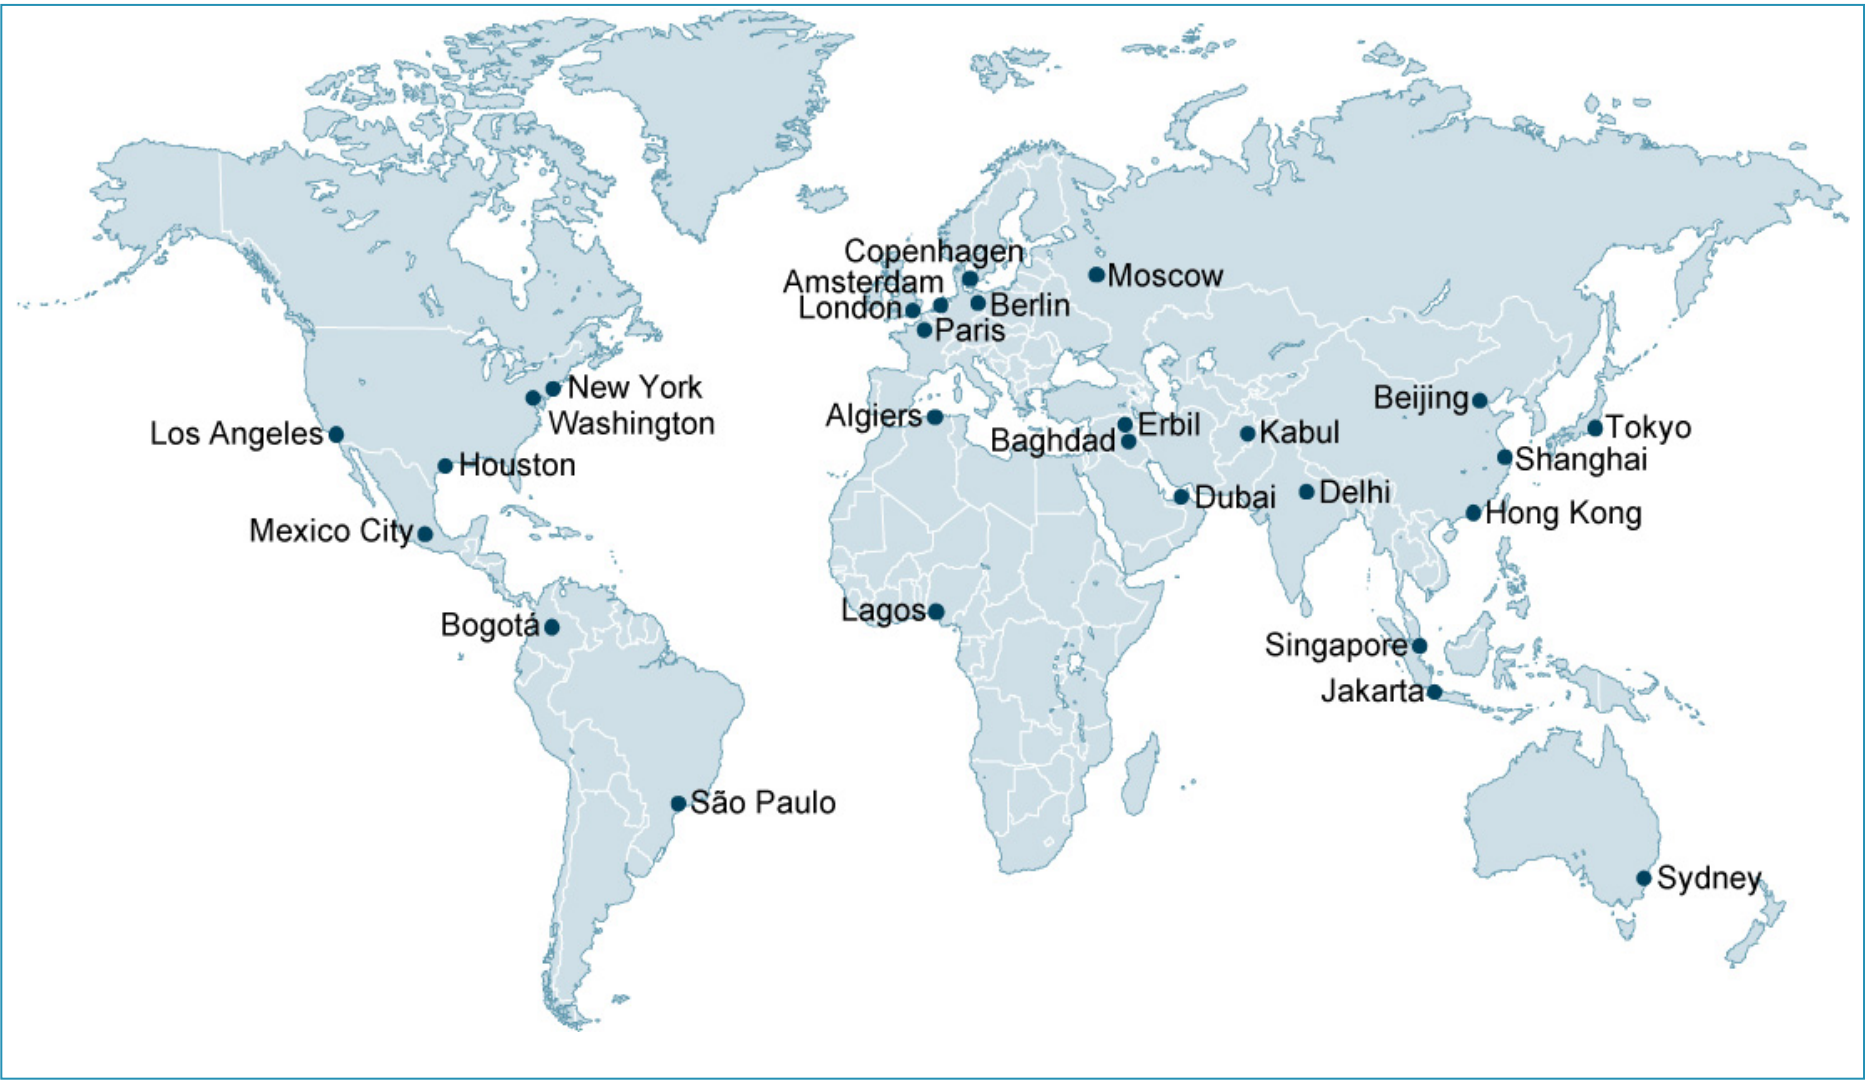 Copenhagen
Amsterdam
Moscow
London
Berlin
Paris
New York
Washington
Los Angeles
Houston
Mexico City
Algiers
Erbil
Baghdad
Kabul
Beijing
Tokyo
Shanghai
Dubai
Delhi
Hong Kong
Bogotá
Lagos
Singapore
Jakarta
São Paulo
Sydney